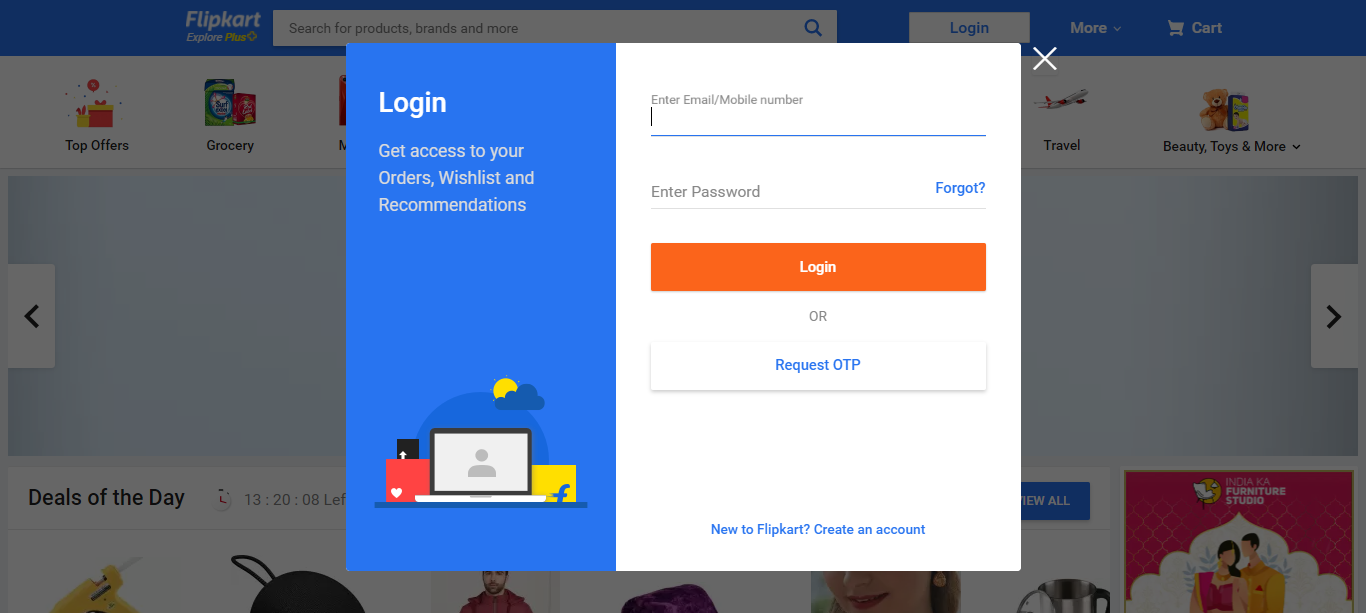 Flipkart
Explore Plus
Search for products, brands and more
Login
More
Cart
Top Offers
Grocery
M
Travel
Beauty, Toys & More
Login
Get access to your
Orders, Wishlist and
Recommendations
Enter Email/Mobile number
Enter Password
Forgot?
Login
OR
Request OTP
New to Flipkart? Create an account
Deals of the Day
13 : 20 : 08 Lef
VIEW ALL
INDIA KA
FURNITURE
STUDIO